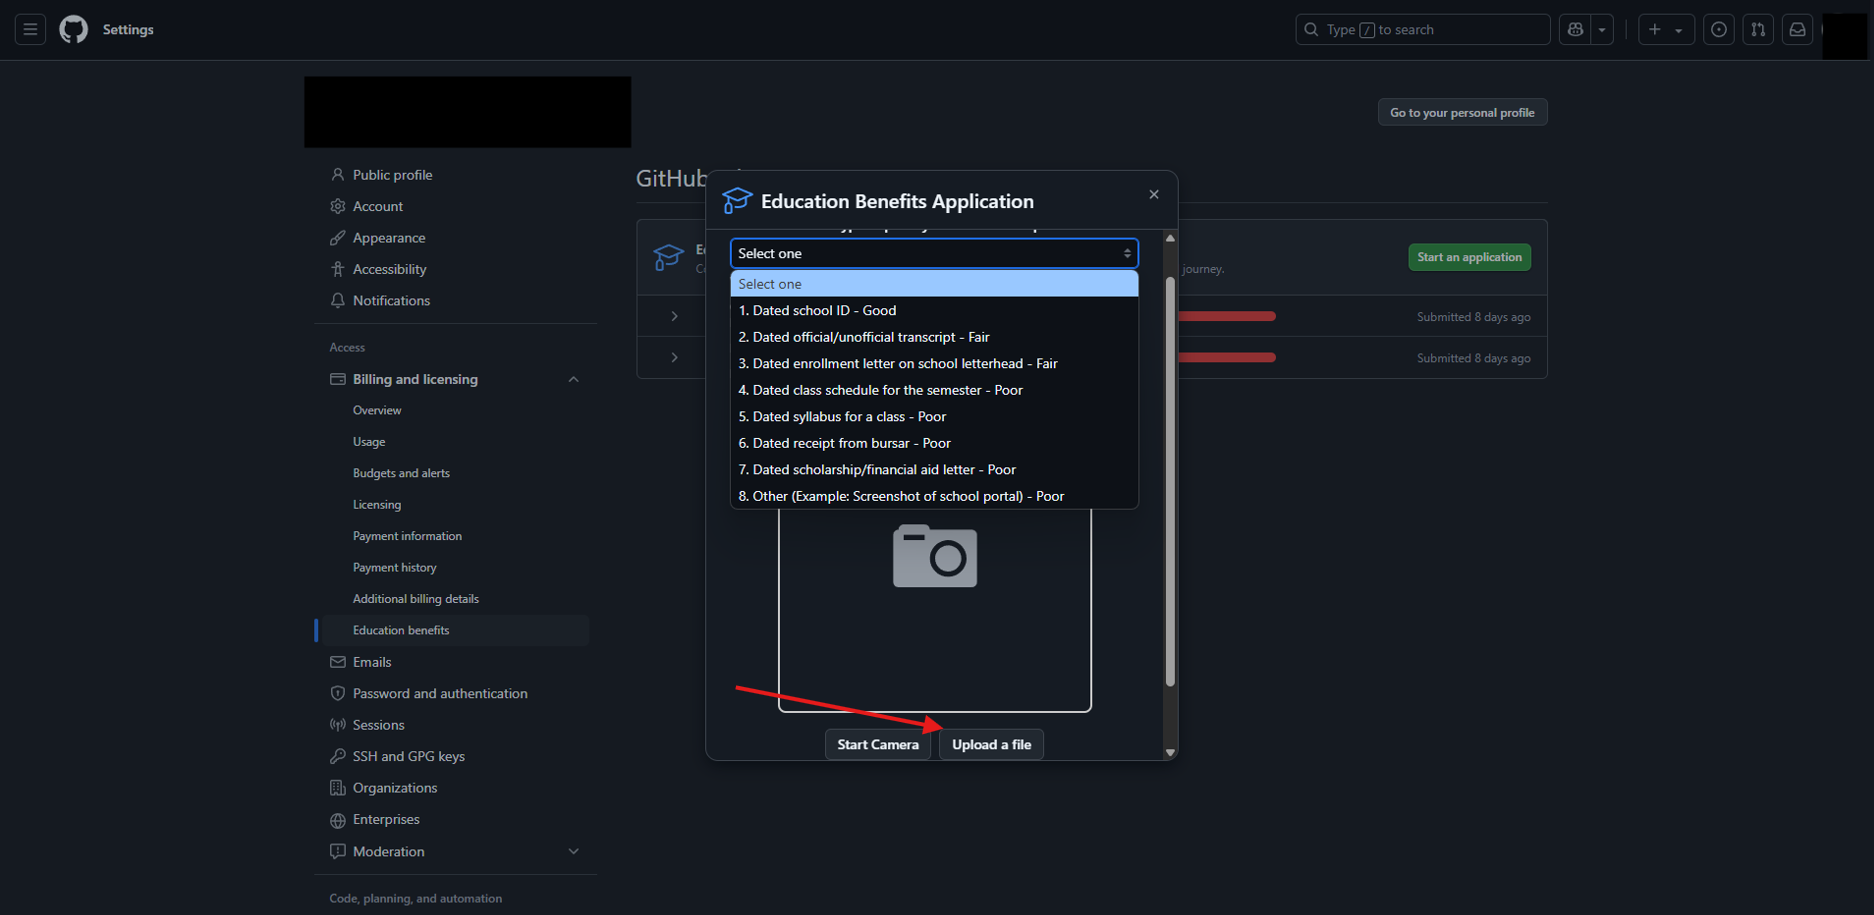 Settings
Type / to search
Go to your personal profile
Public profile
Account
Appearance
Accessibility
Notifications
Access
Billing and licensing
Overview
Usage
Budgets and alerts
Licensing
Payment information
Payment history
Additional billing details
Education benefits
Emails
Password and authentication
Sessions
SSH and GPG keys
Organizations
Enterprises
Moderation
Code, planning, and automation
GitHub
journey.
Start an application
Submitted 8 days ago
Submitted 8 days ago
Education Benefits Application
Select one
Select one
1. Dated school ID - Good
2. Dated official/unofficial transcript - Fair
3. Dated enrollment letter on school letterhead - Fair
4. Dated class schedule for the semester - Poor
5. Dated syllabus for a class - Poor
6. Dated receipt from bursar - Poor
7. Dated scholarship/financial aid letter - Poor
8. Other (Example: Screenshot of school portal) - Poor
Start Camera
Upload a file